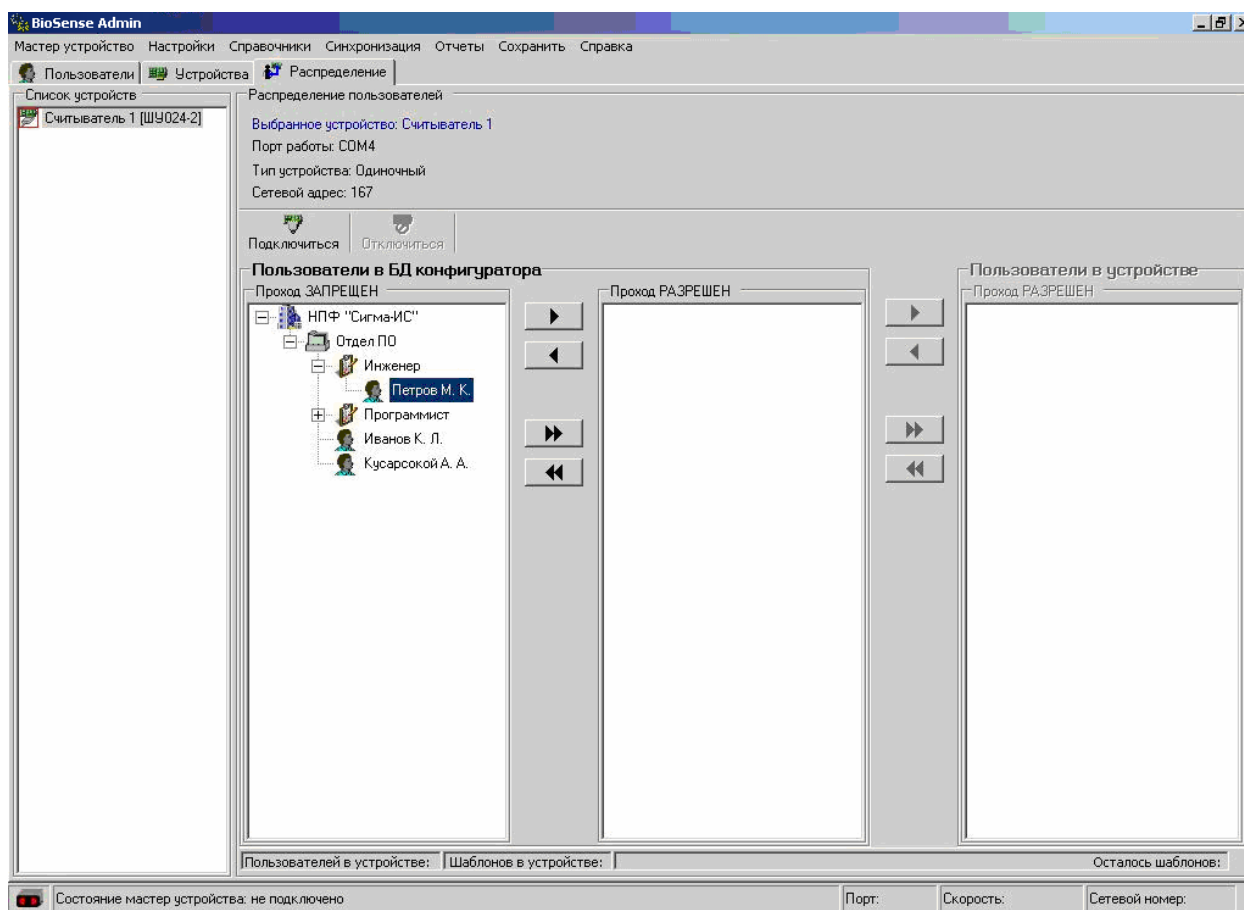 BioSense Admin
Мастер устройство Настройки Справочники Синхронизация Отчеты Сохранить Справка
Пользователи Устройства Распределение
Список устройств
Считыватель 1 [ШУ024-2]
Распределение пользователей
Выбранное устройство: Считыватель 1
Порт работы: COM4
Тип устройства: Одиночный
Сетевой адрес: 167
Подключиться Отключиться
Пользователи в БД конфигуратора
Проход ЗАПРЕЩЕН
НПФ "Сигма-ИС"
Отдел ПО
Инженер
Петров М. К.
Программист
Иванов К. Л.
Кусарсокой А. А.
Проход РАЗРЕШЕН
Пользователи в устройстве
Проход РАЗРЕШЕН
Пользователей в устройстве: Шаблонов в устройстве: Осталось шаблонов:
Состояние мастер устройства: не подключено Порт: Скорость: Сетевой номер: